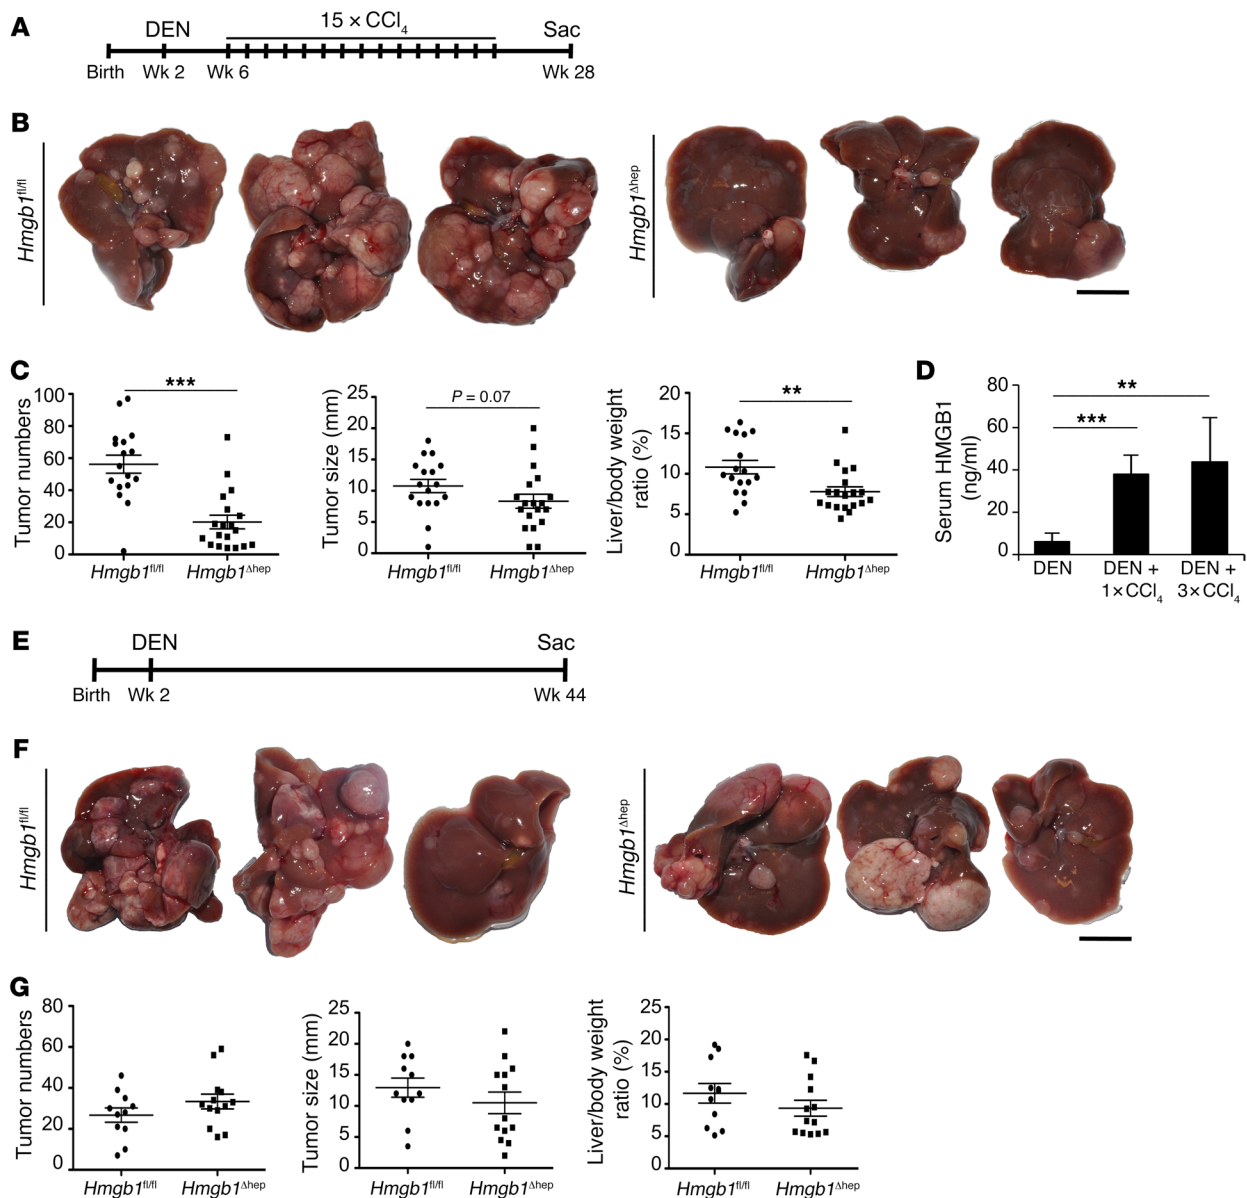 A
DEN
15 × CCl₄
Sac
Birth
Wk 2
Wk 6
Wk 28
B
Hmgb1fl/fl
Hmgb1Δhep
C
Tumor numbers
100
80
60
40
20
0
***
Hmgb1fl/fl
Hmgb1Δhep
Tumor size (mm)
25
20
15
10
5
0
P = 0.07
Hmgb1fl/fl
Hmgb1Δhep
Liver/body weight
ratio (%)
20
15
10
5
0
**
Hmgb1fl/fl
Hmgb1Δhep
D
Serum HMGB1
(ng/ml)
80
60
40
20
0
**
***
DEN
DEN +
1×CCl₄
DEN +
3×CCl₄
E
DEN
Sac
Birth
Wk 2
Wk 44
F
Hmgb1fl/fl
Hmgb1Δhep
G
Tumor numbers
80
60
40
20
0
Hmgb1fl/fl
Hmgb1Δhep
Tumor size (mm)
25
20
15
10
5
0
Hmgb1fl/fl
Hmgb1Δhep
Liver/body weight
ratio (%)
25
20
15
10
5
0
Hmgb1fl/fl
Hmgb1Δhep